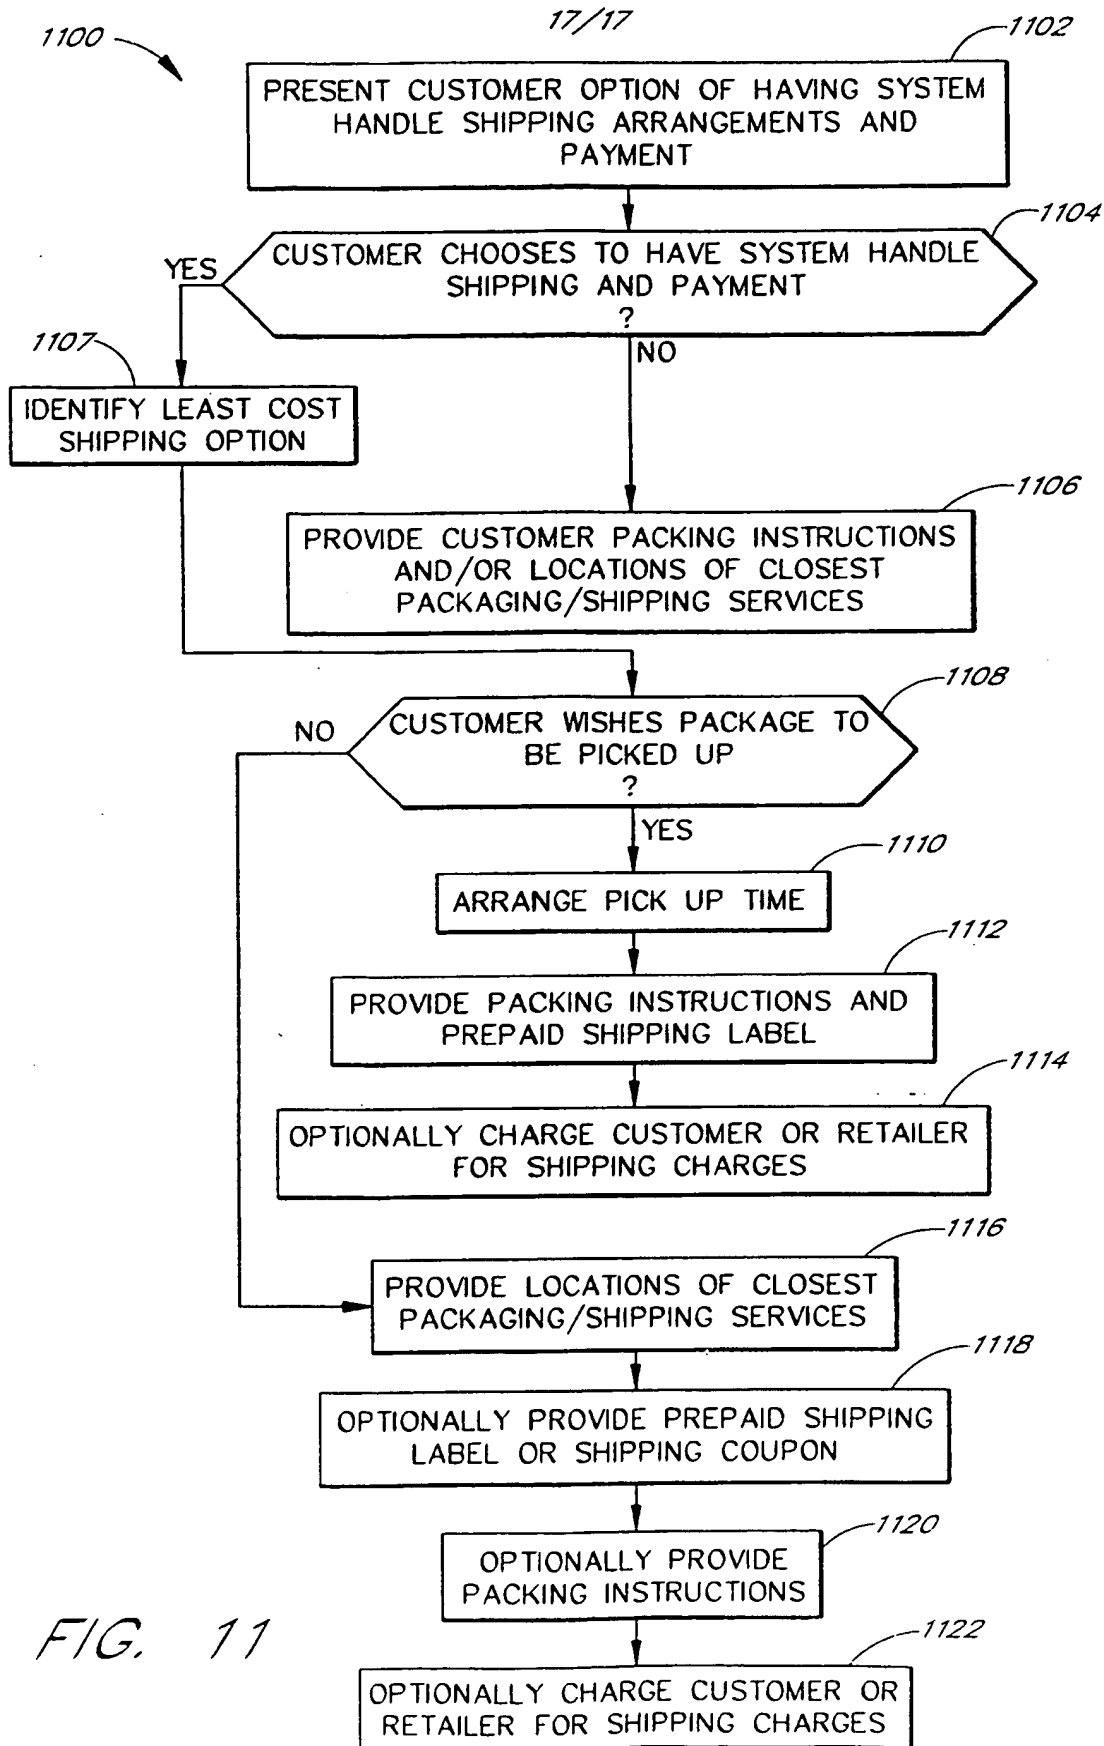 17/17
1100
1102
PRESENT CUSTOMER OPTION OF HAVING SYSTEM
HANDLE SHIPPING ARRANGEMENTS AND
PAYMENT
1104
CUSTOMER CHOOSES TO HAVE SYSTEM HANDLE
SHIPPING AND PAYMENT
?
YES
NO
1107
IDENTIFY LEAST COST
SHIPPING OPTION
1106
PROVIDE CUSTOMER PACKING INSTRUCTIONS
AND/OR LOCATIONS OF CLOSEST
PACKAGING/SHIPPING SERVICES
1108
CUSTOMER WISHES PACKAGE TO
BE PICKED UP
?
NO
YES
1110
ARRANGE PICK UP TIME
1112
PROVIDE PACKING INSTRUCTIONS AND
PREPAID SHIPPING LABEL
1114
OPTIONALLY CHARGE CUSTOMER OR RETAILER
FOR SHIPPING CHARGES
1116
PROVIDE LOCATIONS OF CLOSEST
PACKAGING/SHIPPING SERVICES
1118
OPTIONALLY PROVIDE PREPAID SHIPPING
LABEL OR SHIPPING COUPON
1120
OPTIONALLY PROVIDE
PACKING INSTRUCTIONS
1122
OPTIONALLY CHARGE CUSTOMER OR
RETAILER FOR SHIPPING CHARGES
FIG. 11